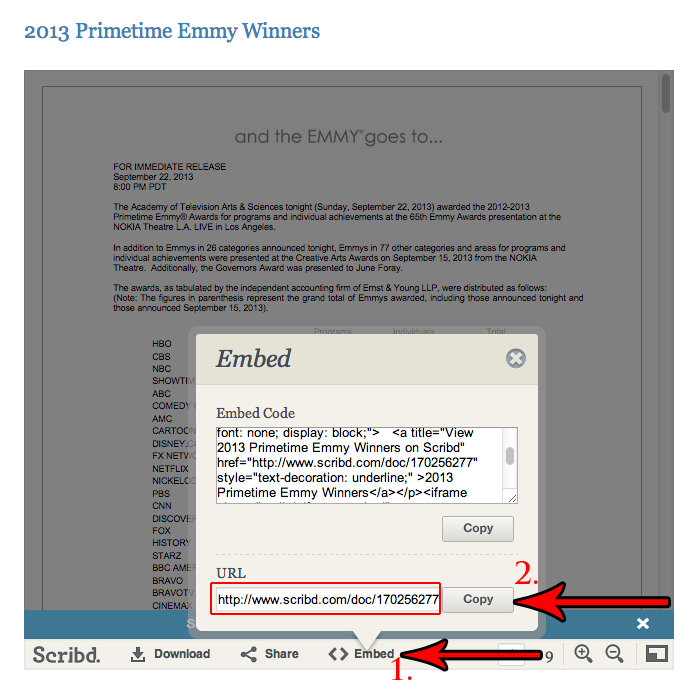 2013 Primetime Emmy Winners
and the EMMY® goes to...
FOR IMMEDIATE RELEASE
September 22, 2013
8:00 PM PDT
The Academy of Television Arts & Sciences tonight (Sunday, September 22, 2013) awarded the 2012-2013
Primetime Emmy® Awards for programs and individual achievements at the 65th Emmy Awards presentation at the
NOKIA Theatre L.A. LIVE in Los Angeles.
In addition to Emmys in 26 categories announced tonight, Emmys in 77 other categories and areas for programs and
individual achievements were presented at the Creative Arts Awards on September 15, 2013 from the NOKIA
Theatre. Additionally, the Governors Award was presented to June Foray.
The awards, as tabulated by the independent accounting firm of Ernst & Young LLP, were distributed as follows:
(Note: The figures in parenthesis represent the grand total of Emmys awarded, including those announced tonight and
those announced September 15, 2013).
Programs Individuals Total
HBO
CBS
NBC
SHOWTIM
ABC
COMEDY
AMC
CARTOON
DISNEY.C
FX NETW
NETFLIX
NICKELO
PBS
CNN
DISCOVE
FOX
HISTORY
STARZ
BBC AME
BRAVO
BRAVOTV.
CINEMAX
Embed
Embed Code
font: none; display: block;"> <a title="View
2013 Primetime Emmy Winners on Scribd"
href="http://www.scribd.com/doc/170256277"
style="text-decoration: underline;" >2013
Primetime Emmy Winners</a></p><iframe
Copy
URL
2.
http://www.scribd.com/doc/170256277
Copy
S
Scribd.
Download
Share
<> Embed
1.
9